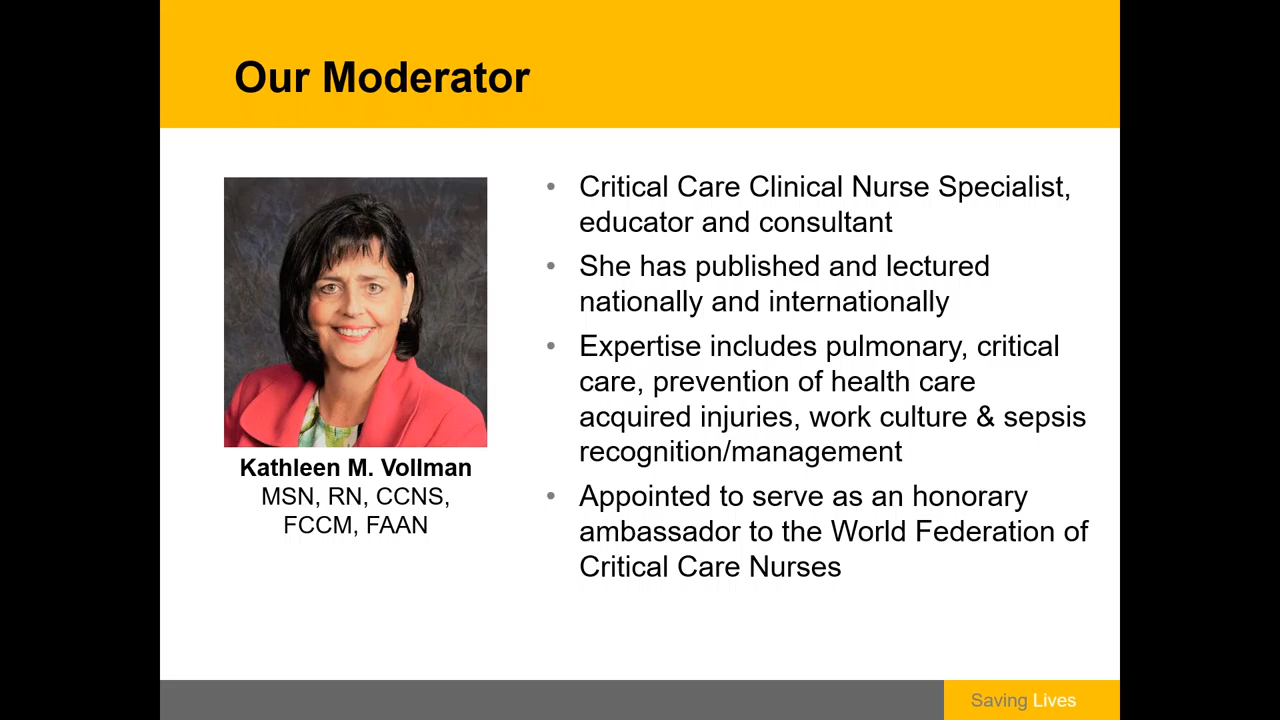 Our Moderator
Kathleen M. Vollman
MSN, RN, CCNS,
FCCM, FAAN
• Critical Care Clinical Nurse Specialist,
educator and consultant
• She has published and lectured
nationally and internationally
• Expertise includes pulmonary, critical
care, prevention of health care
acquired injuries, work culture & sepsis
recognition/management
• Appointed to serve as an honorary
ambassador to the World Federation of
Critical Care Nurses
Saving Lives